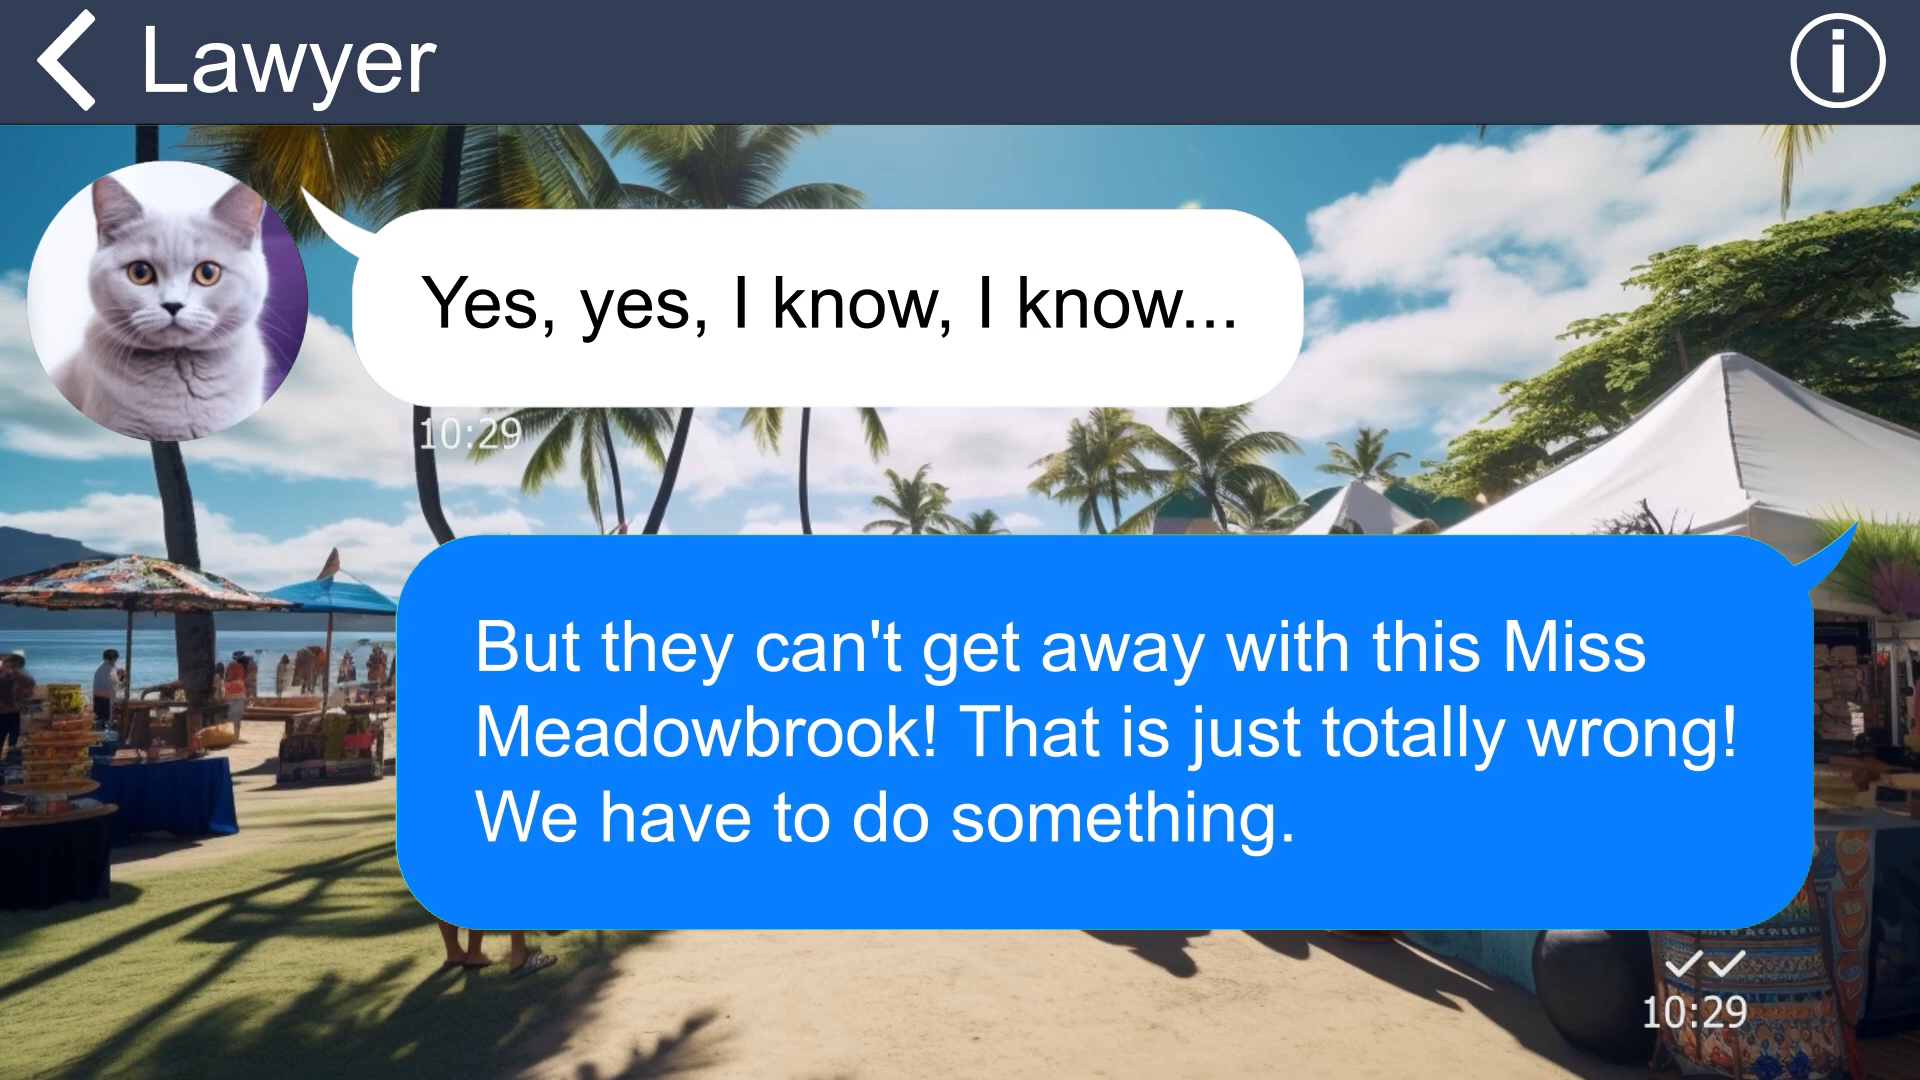 Lawyer
Yes, yes, I know, I know...
10:29
But they can't get away with this Miss
Meadowbrook! That is just totally wrong!
We have to do something.
10:29